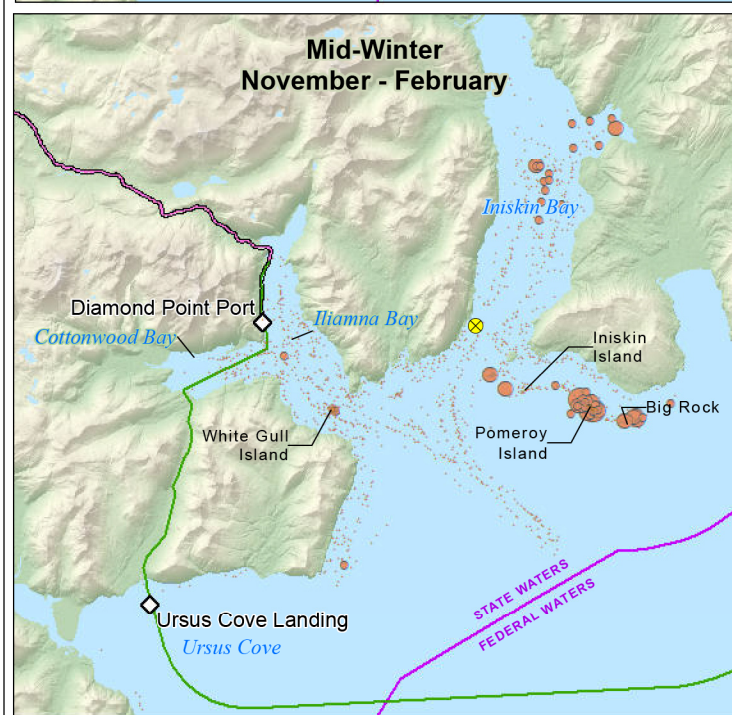 Mid-Winter
November - February
Iniskin Bay
Diamond Point Port
Iliamna Bay
Cottonwood Bay
Iniskin
Island
Big Rock
White Gull
Island
Pomeroy
Island
STATE WATERS
FEDERAL WATERS
Ursus Cove Landing
Ursus Cove